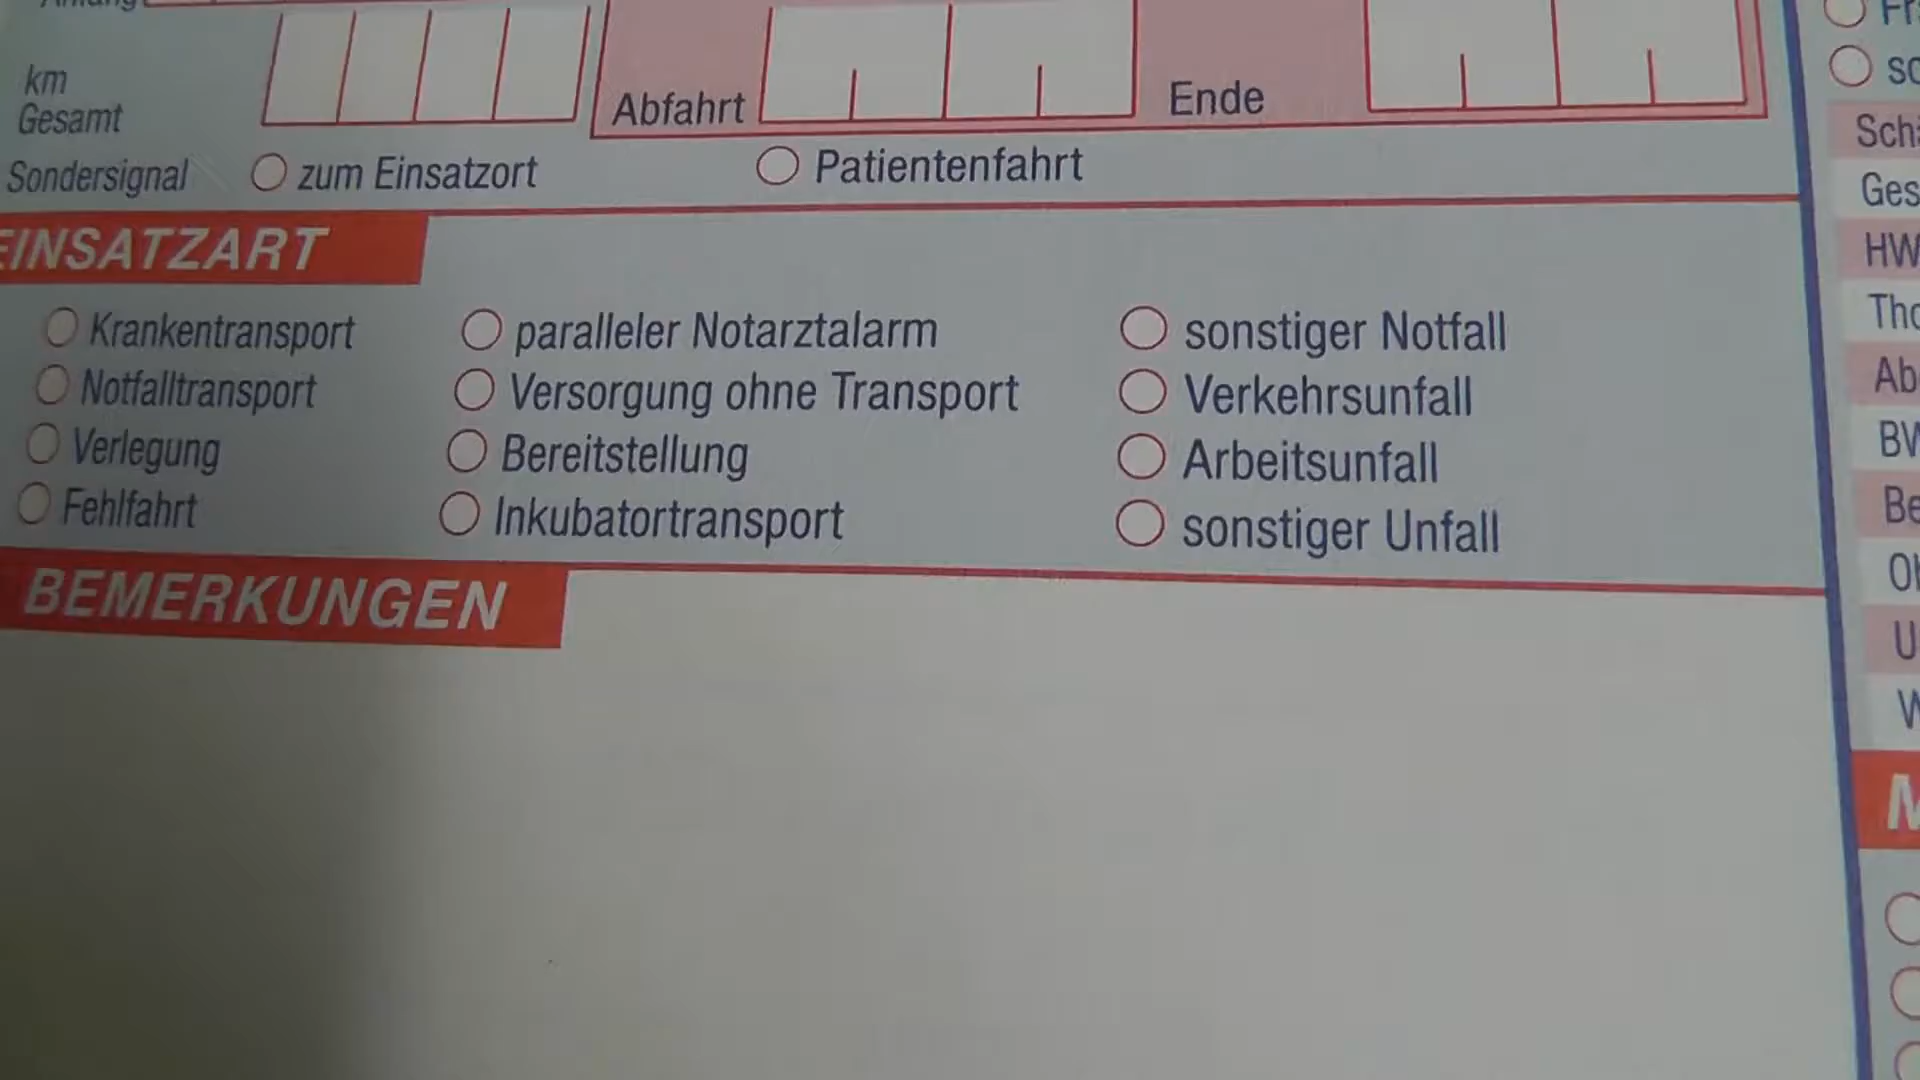 km
Gesamt
Abfahrt
Ende
Sondersignal zum Einsatzort Patientenfahrt
EINSATZART
Krankentransport paralleler Notarztalarm sonstiger Notfall
Notfalltransport Versorgung ohne Transport Verkehrsunfall
Verlegung Bereitstellung Arbeitsunfall
Fehlfahrt Inkubatortransport sonstiger Unfall
BEMERKUNGEN